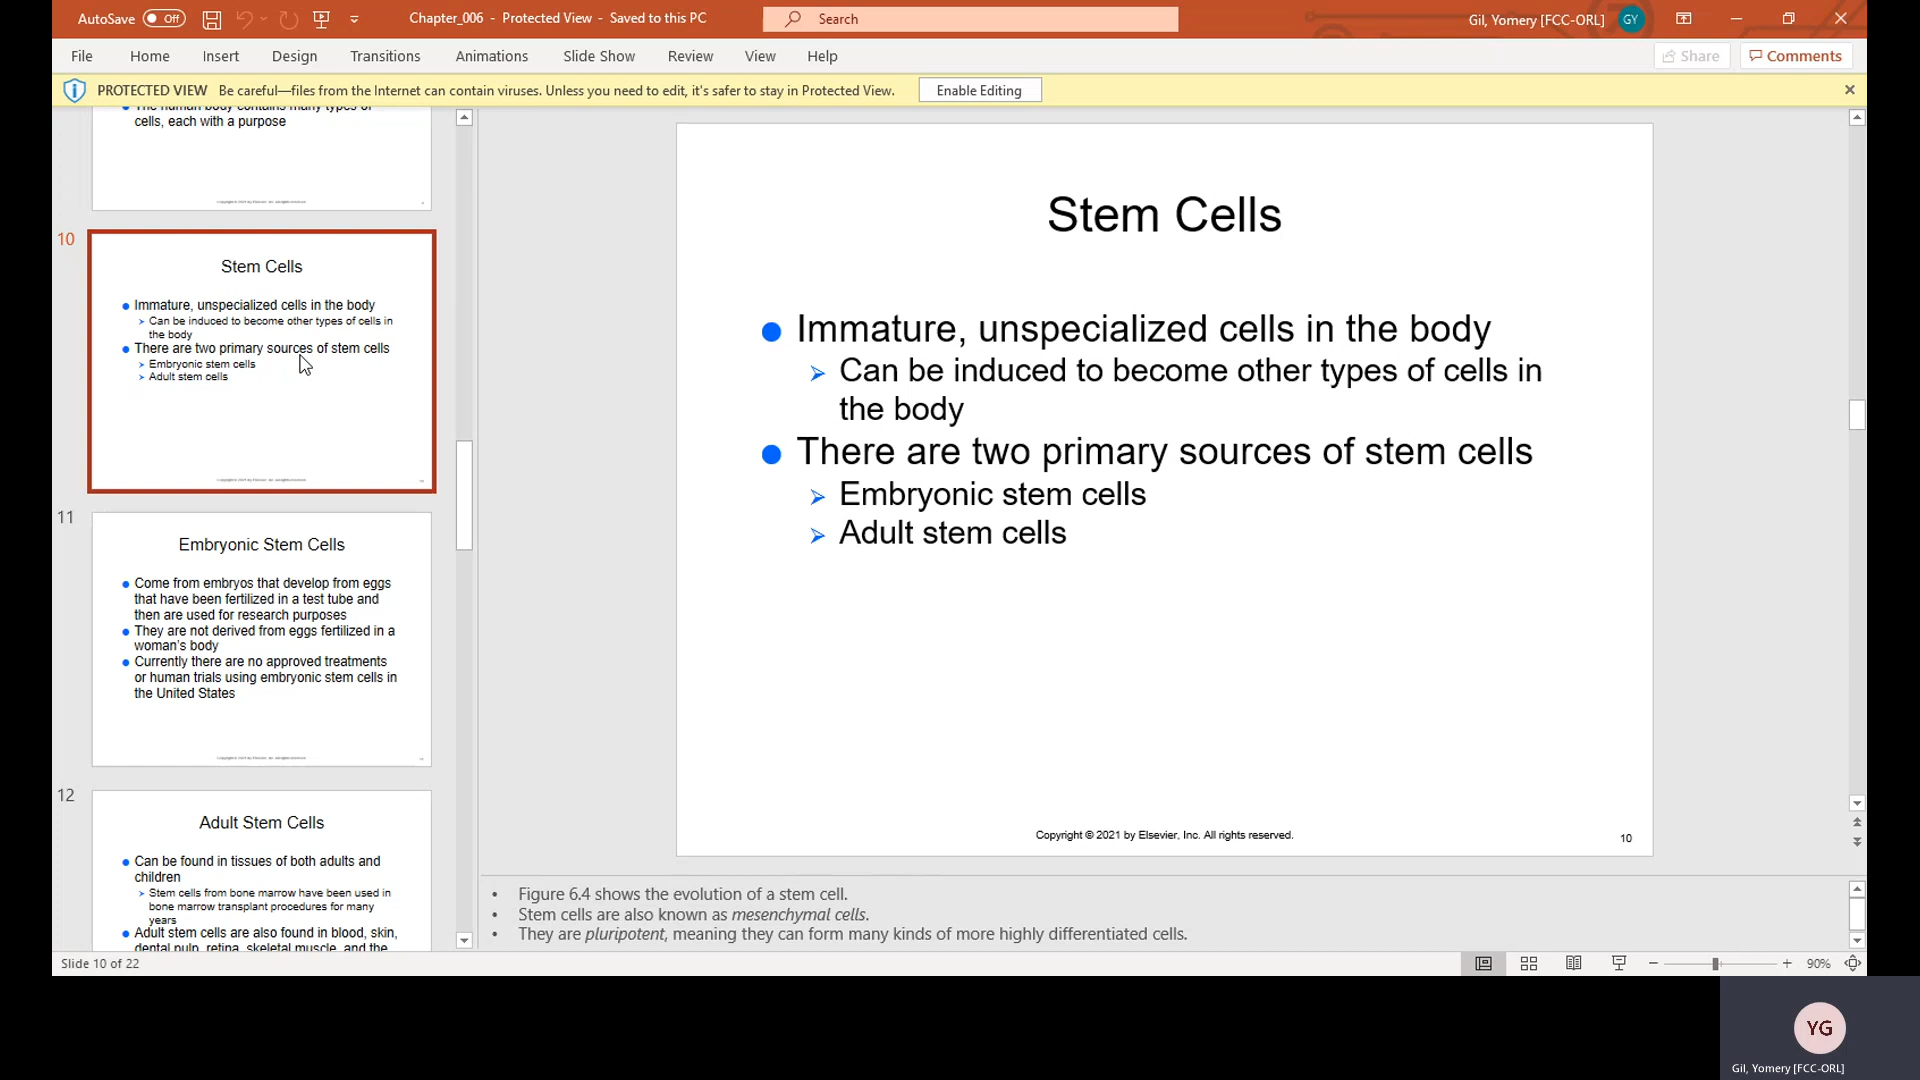 AutoSave Off
Chapter_006 - Protected View - Saved to this PC
Search
Gil, Yomery [FCC-ORL] GY
File Home Insert Design Transitions Animations Slide Show Review View Help
Share Comments
PROTECTED VIEW Be careful—files from the Internet can contain viruses. Unless you need to edit, it's safer to stay in Protected View. Enable Editing
The human body contains many types of
cells, each with a purpose
10
Stem Cells
Immature, unspecialized cells in the body
Can be induced to become other types of cells in
the body
There are two primary sources of stem cells
Embryonic stem cells
Adult stem cells
11
Embryonic Stem Cells
Come from embryos that develop from eggs
that have been fertilized in a test tube and
then are used for research purposes
They are not derived from eggs fertilized in a
woman's body
Currently there are no approved treatments
or human trials using embryonic stem cells in
the United States
12
Adult Stem Cells
Can be found in tissues of both adults and
children
Stem cells from bone marrow have been used in
bone marrow transplant procedures for many
years
Adult stem cells are also found in blood, skin,
dental pulp, retina, skeletal muscle, and the
Stem Cells
Immature, unspecialized cells in the body
Can be induced to become other types of cells in
the body
There are two primary sources of stem cells
Embryonic stem cells
Adult stem cells
Copyright © 2021 by Elsevier, Inc. All rights reserved.
10
• Figure 6.4 shows the evolution of a stem cell.
• Stem cells are also known as mesenchymal cells.
• They are pluripotent, meaning they can form many kinds of more highly differentiated cells.
Slide 10 of 22
90%
YG
Gil, Yomery [FCC-ORL]